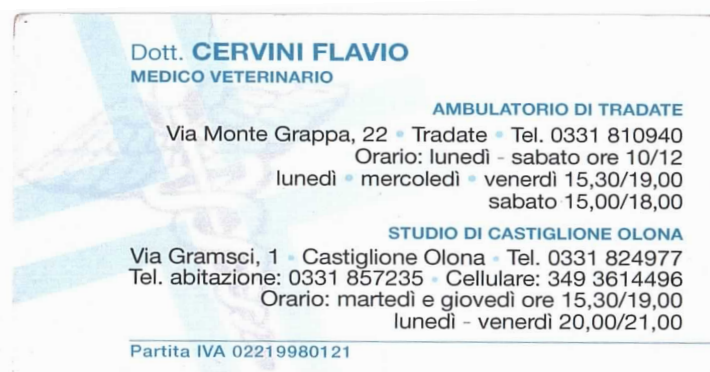 Dott. CERVINI FLAVIO
MEDICO VETERINARIO
AMBULATORIO DI TRADATE
Via Monte Grappa, 22 • Tradate • Tel. 0331 810940
Orario: lunedì - sabato ore 10/12
lunedì • mercoledì • venerdì 15,30/19,00
sabato 15,00/18,00
STUDIO DI CASTIGLIONE OLONA
Via Gramsci, 1 • Castiglione Olona • Tel. 0331 824977
Tel. abitazione: 0331 857235 • Cellulare: 349 3614496
Orario: martedì e giovedì ore 15,30/19,00
lunedì - venerdì 20,00/21,00
Partita IVA 02219980121